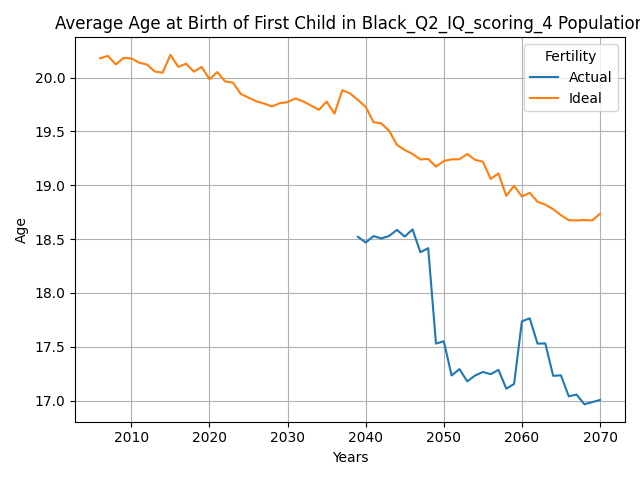 Average Age at Birth of First Child in Black_Q2_IQ_scoring_4 Population
Fertility
Actual
Ideal
20.0
19.5
19.0
18.5
18.0
17.5
17.0
Age
2010 2020 2030 2040 2050 2060 2070
Years